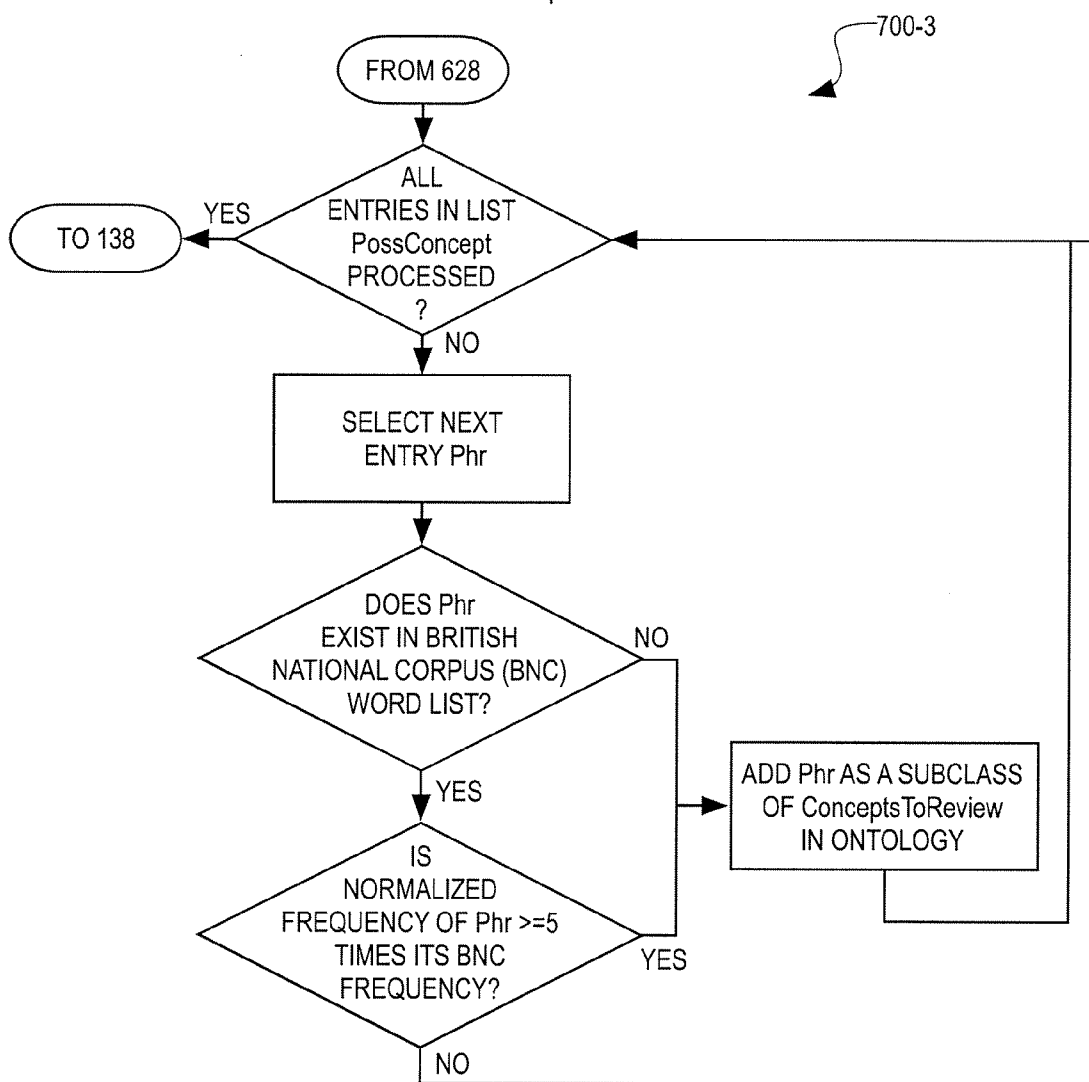 700-3
FROM 628
ALL
ENTRIES IN LIST
PossConcept
PROCESSED
?
YES
TO 138
NO
SELECT NEXT
ENTRY Phr
DOES Phr
EXIST IN BRITISH
NATIONAL CORPUS (BNC)
WORD LIST?
NO
YES
ADD Phr AS A SUBCLASS
OF ConceptsToReview
IN ONTOLOGY
IS
NORMALIZED
FREQUENCY OF Phr >=5
TIMES ITS BNC
FREQUENCY?
YES
NO